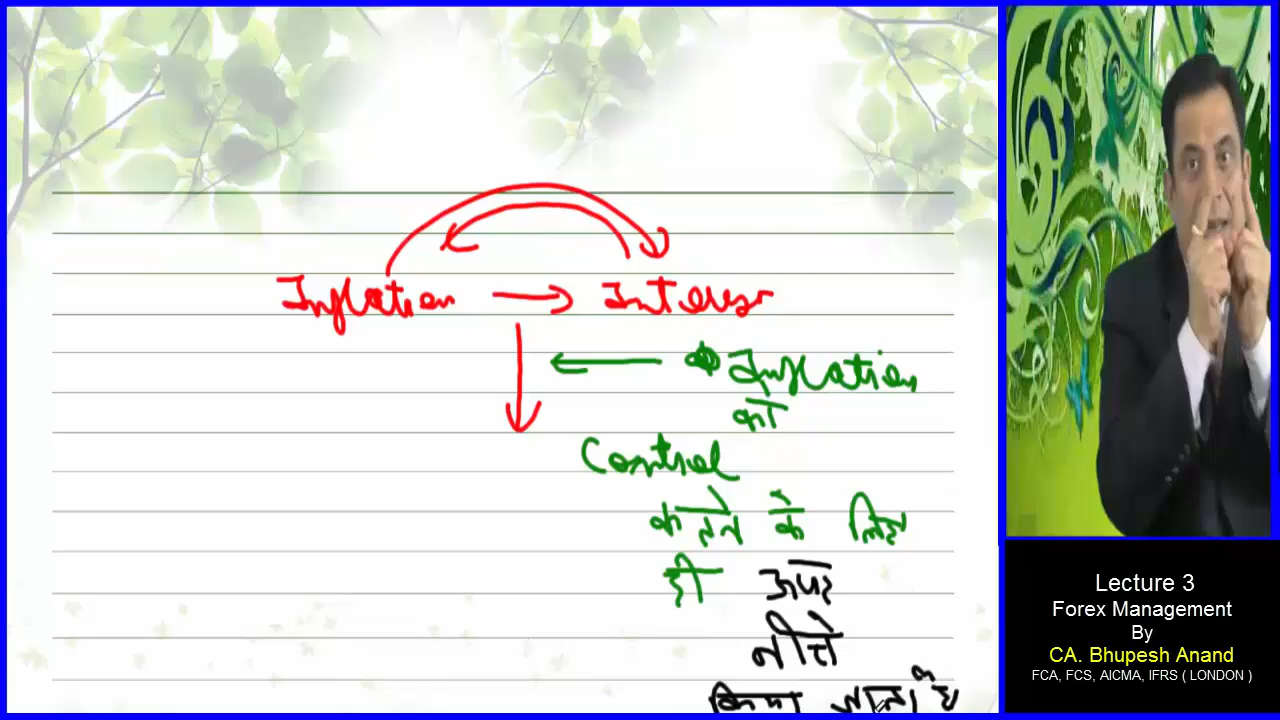 Inflation → Interest
← Inflation
को
Control
करने के लिए
ही ऊपर
नीचे
किया जाता है
Lecture 3
Forex Management
By
CA. Bhupesh Anand
FCA, FCS, AICMA, IFRS ( LONDON )